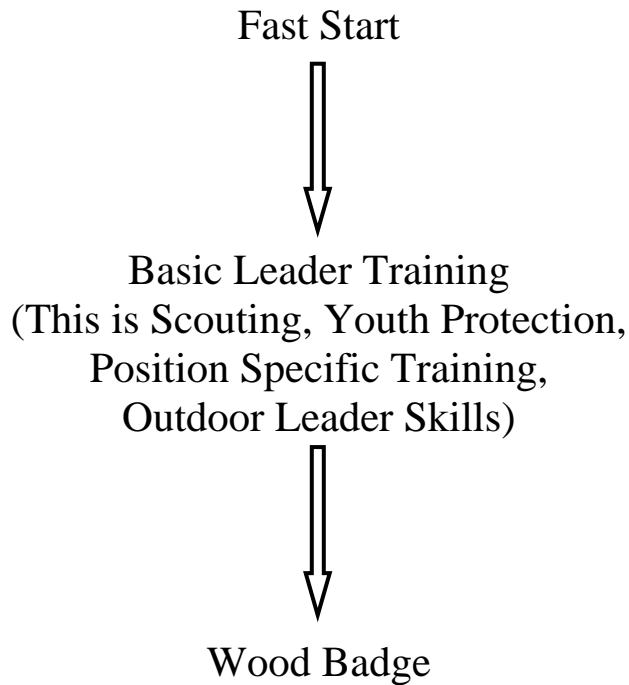 Fast Start
Basic Leader Training
(This is Scouting, Youth Protection,
Position Specific Training,
Outdoor Leader Skills)
Wood Badge